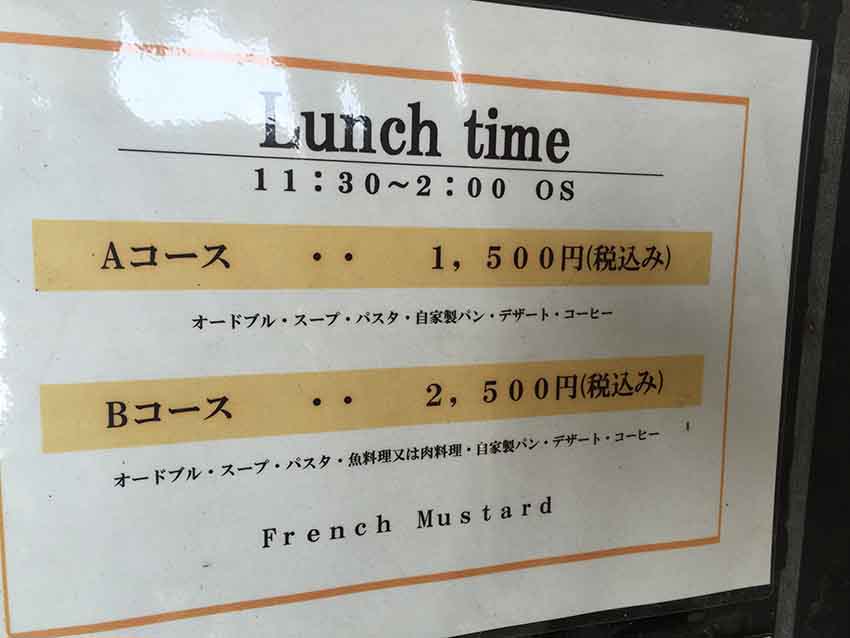 Lunch time
11:30～2:00 OS
Aコース ・・ 1,500円(税込み)
オードブル・スープ・パスタ・自家製パン・デザート・コーヒー
Bコース ・・ 2,500円(税込み)
オードブル・スープ・パスタ・魚料理又は肉料理・自家製パン・デザート・コーヒー
French Mustard